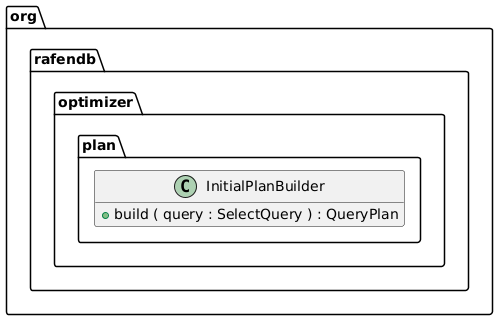 org
rafendb
optimizer
plan
C InitialPlanBuilder
build ( query : SelectQuery ) : QueryPlan